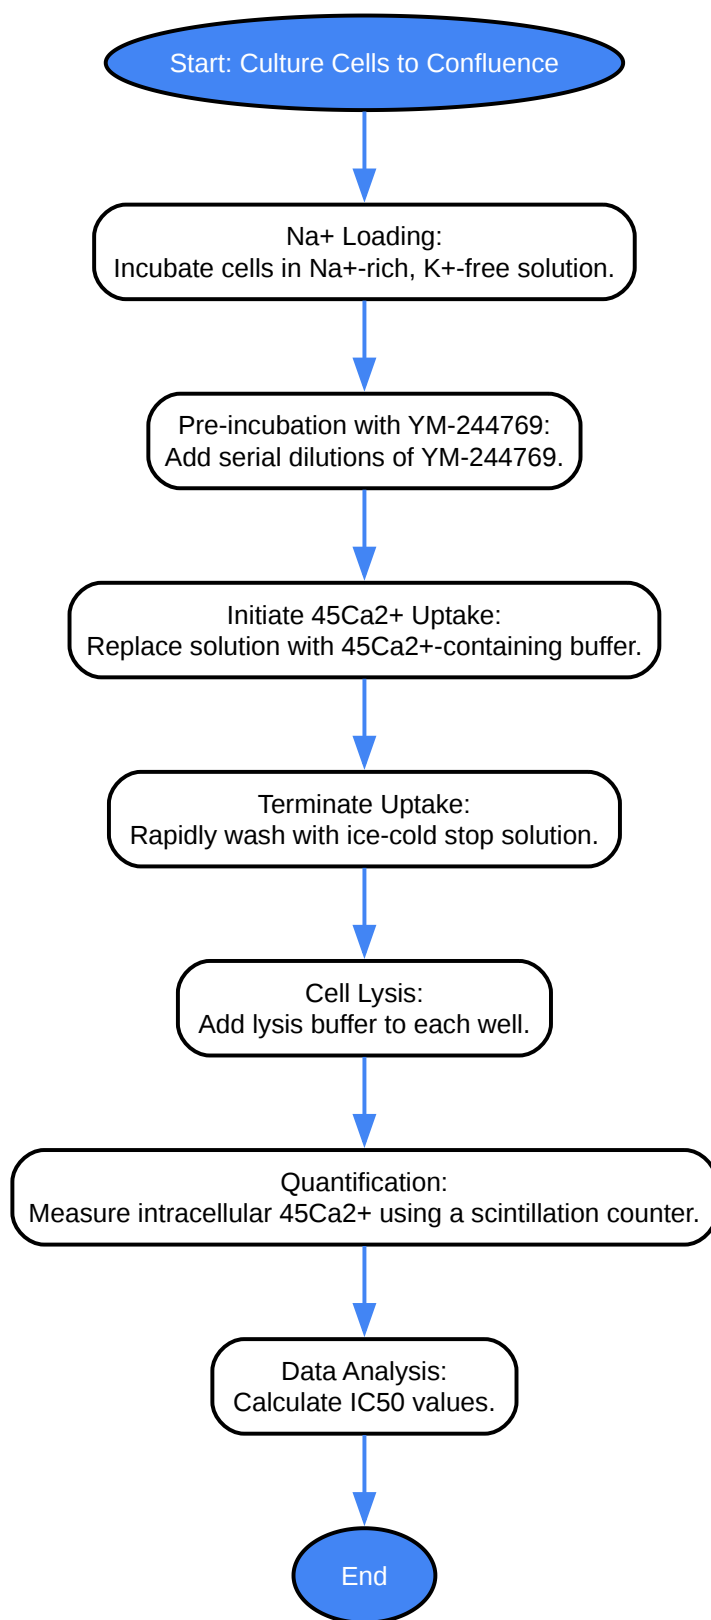 Start: Culture Cells to Confluence
Na+ Loading:
Incubate cells in Na+-rich, K+-free solution.
Pre-incubation with YM-244769:
Add serial dilutions of YM-244769.
Initiate 45Ca2+ Uptake:
Replace solution with 45Ca2+-containing buffer.
Terminate Uptake:
Rapidly wash with ice-cold stop solution.
Cell Lysis:
Add lysis buffer to each well.
Quantification:
Measure intracellular 45Ca2+ using a scintillation counter.
Data Analysis:
Calculate IC50 values.
End